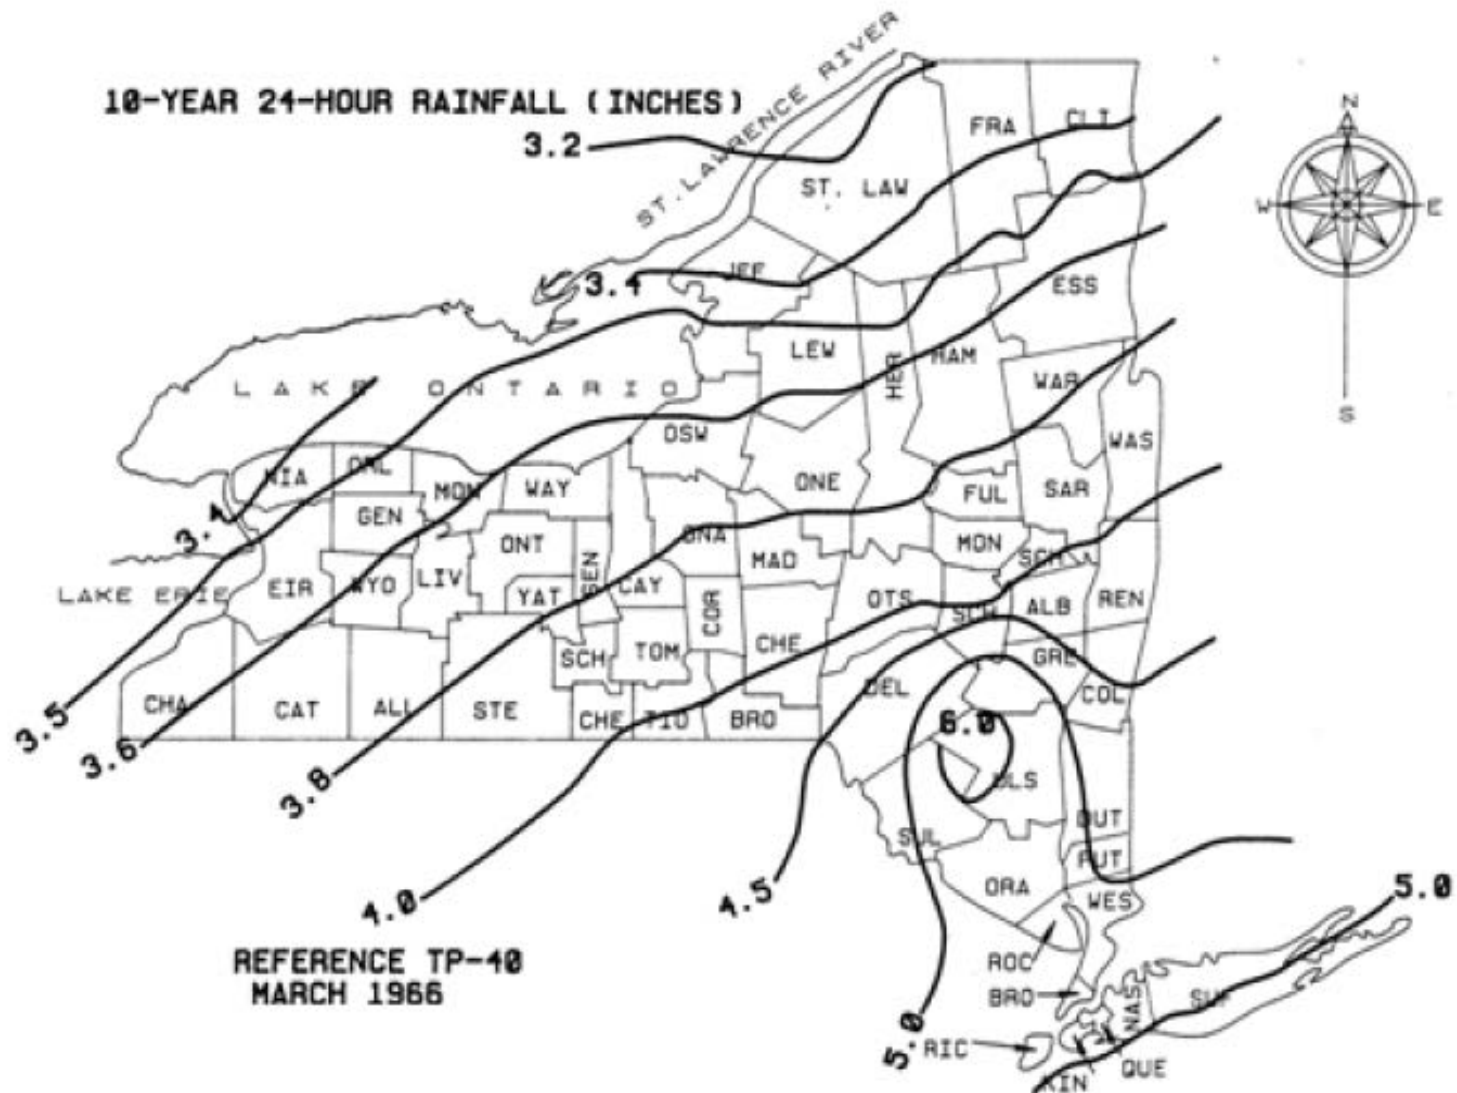 10-YEAR 24-HOUR RAINFALL (INCHES)
ST. LAWRENCE RIVER
3.2
FRA
CLI
N
ST. LAW
W
E
JEF
3.4
ESS
LEW
HER
HAM
WAR
LAKE ONTARIO
S
OSW
WAS
NIA
ORL
MON
WAY
ONE
FUL
SAR
GEN
3.4
ONT
ONA
MAD
MON
SCH
LAKE ERIE
EIR
WYO
LIV
YAT
SEN
CAY
COR
OTS
SCH
ALB
REN
SCH
TOM
CHE
GRE
3.5
CHA
CAT
ALL
STE
CHE
TIO
BRO
DEL
COL
6.0
3.6
3.8
ULS
SUL
DUT
PUT
4.0
4.5
ORA
WES
5.0
REFERENCE TP-40
MARCH 1966
ROC
BRO
NAS
SUF
5.0
RIC
KIN
QUE